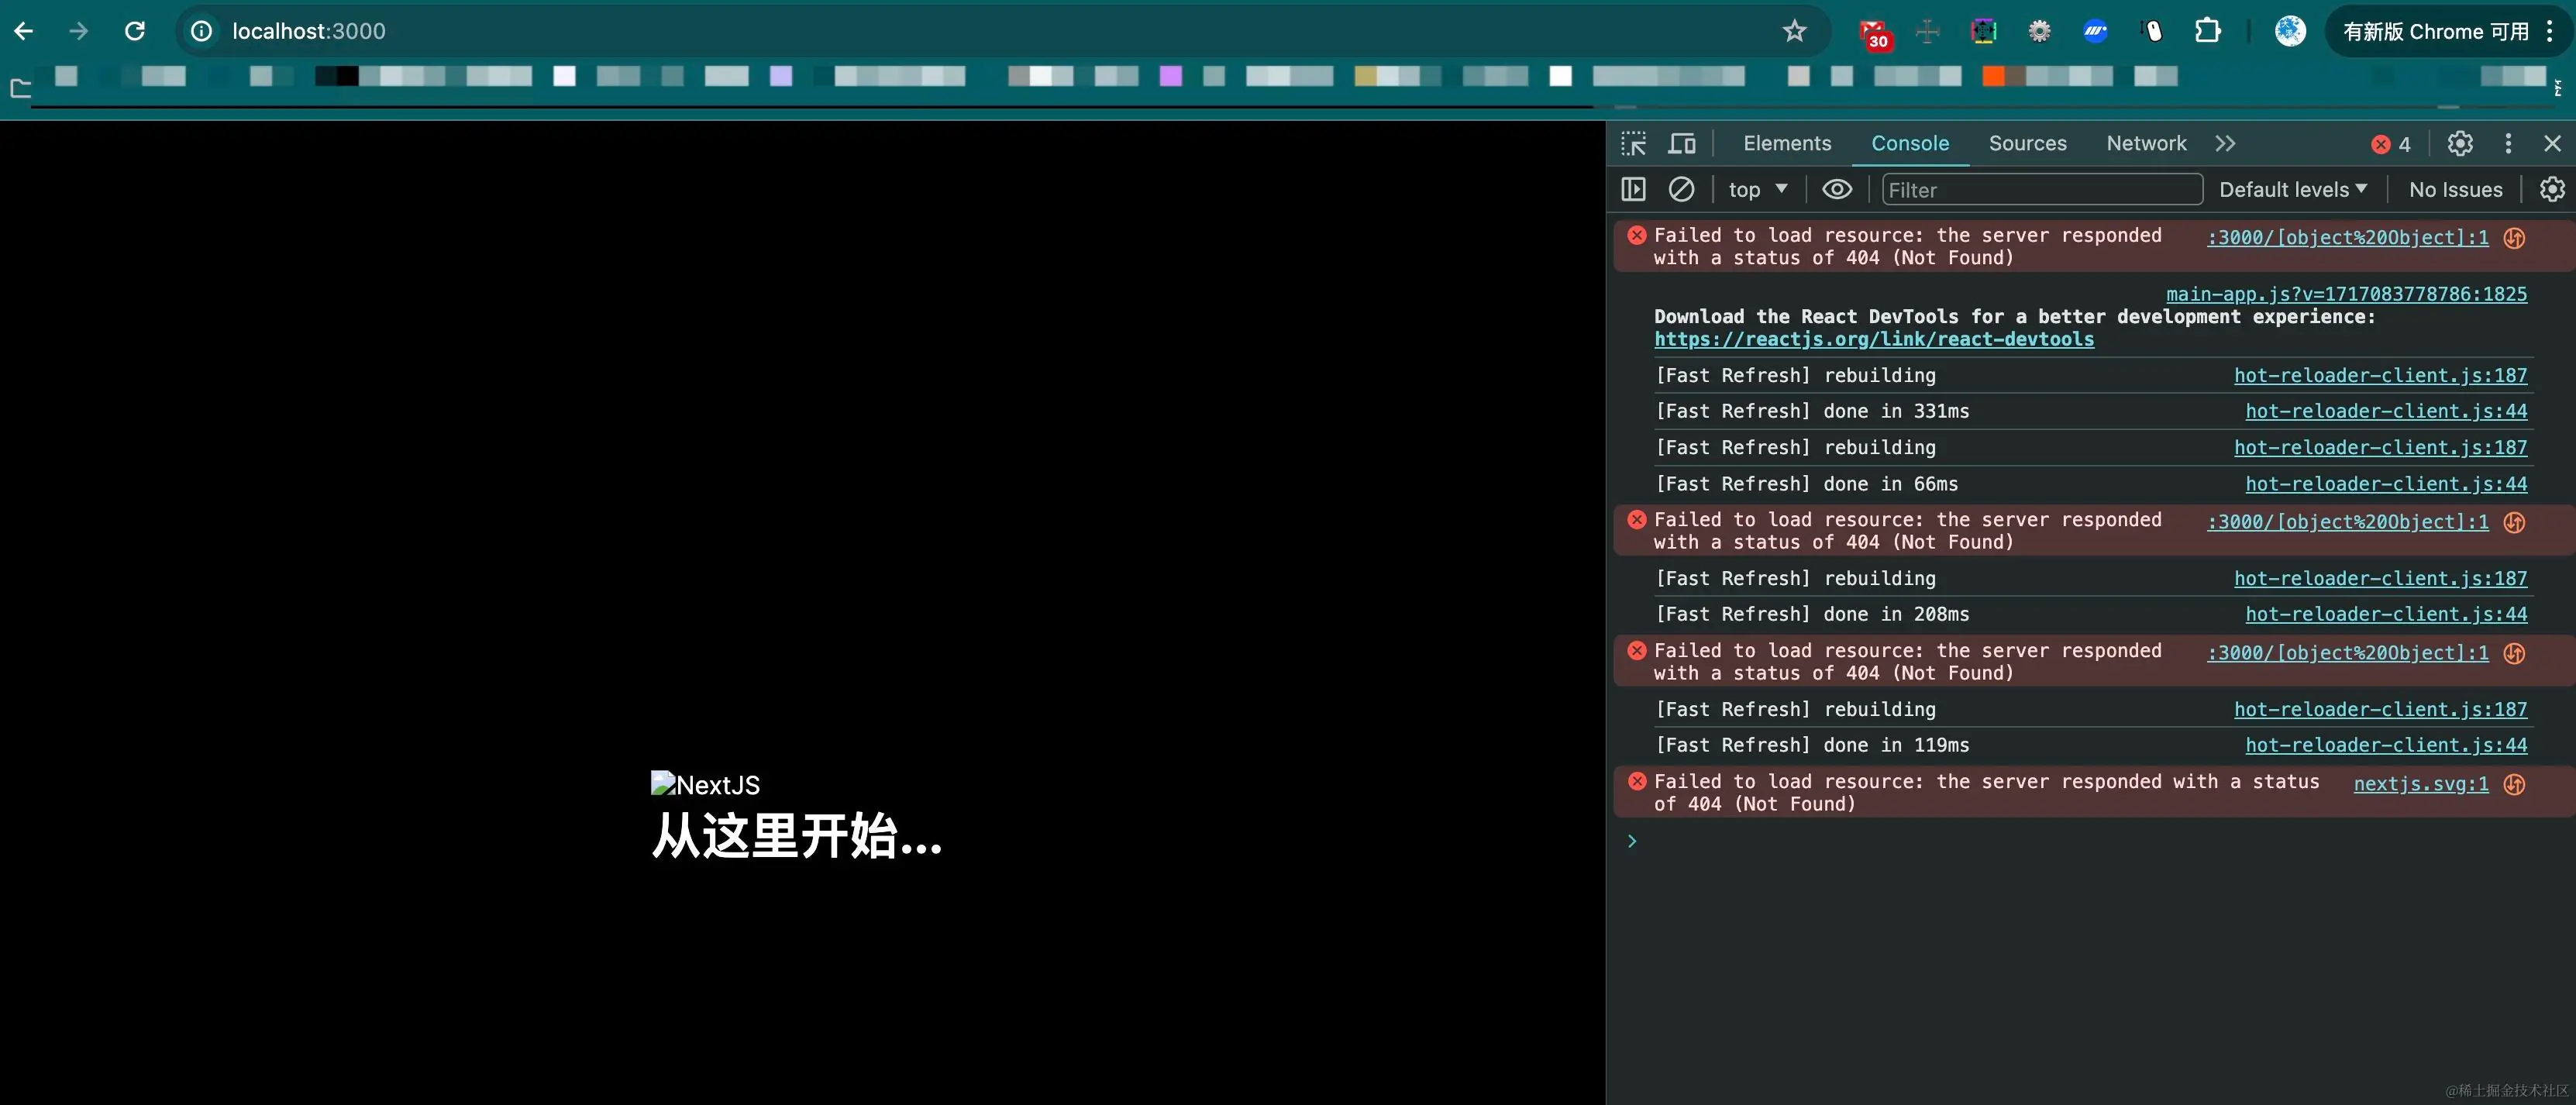 localhost:3000
30
有新版 Chrome 可用
Elements
Console
Sources
Network
4
top
Filter
Default levels
No Issues
Failed to load resource: the server responded
:3000/[object%20Object]:1
with a status of 404 (Not Found)
main-app.js?v=1717083778786:1825
Download the React DevTools for a better development experience:
https://reactjs.org/link/react-devtools
[Fast Refresh] rebuilding
hot-reloader-client.js:187
[Fast Refresh] done in 331ms
hot-reloader-client.js:44
[Fast Refresh] rebuilding
hot-reloader-client.js:187
[Fast Refresh] done in 66ms
hot-reloader-client.js:44
Failed to load resource: the server responded
:3000/[object%20Object]:1
with a status of 404 (Not Found)
[Fast Refresh] rebuilding
hot-reloader-client.js:187
[Fast Refresh] done in 208ms
hot-reloader-client.js:44
Failed to load resource: the server responded
:3000/[object%20Object]:1
with a status of 404 (Not Found)
[Fast Refresh] rebuilding
hot-reloader-client.js:187
[Fast Refresh] done in 119ms
hot-reloader-client.js:44
Failed to load resource: the server responded with a status
nextjs.svg:1
of 404 (Not Found)
NextJS
从这里开始...
@稀土掘金技术社区